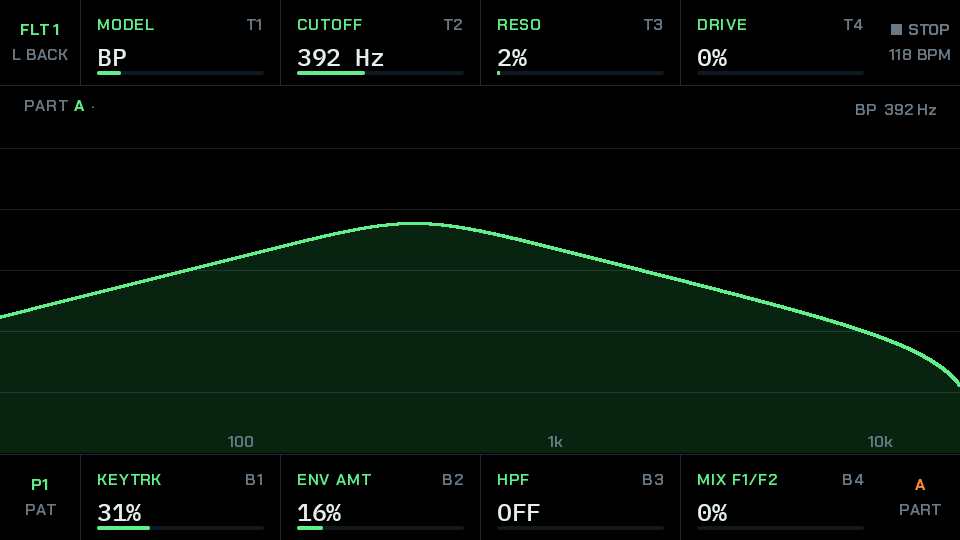 FLT 1
L BACK
MODEL T1
BP
CUTOFF T2
392 Hz
RESO T3
2%
DRIVE T4
0%
STOP
118 BPM
PART A ·
BP 392 Hz
100 1k 10k
P1
PAT
KEYTRK B1
31%
ENV AMT B2
16%
HPF B3
OFF
MIX F1/F2 B4
0%
A
PART